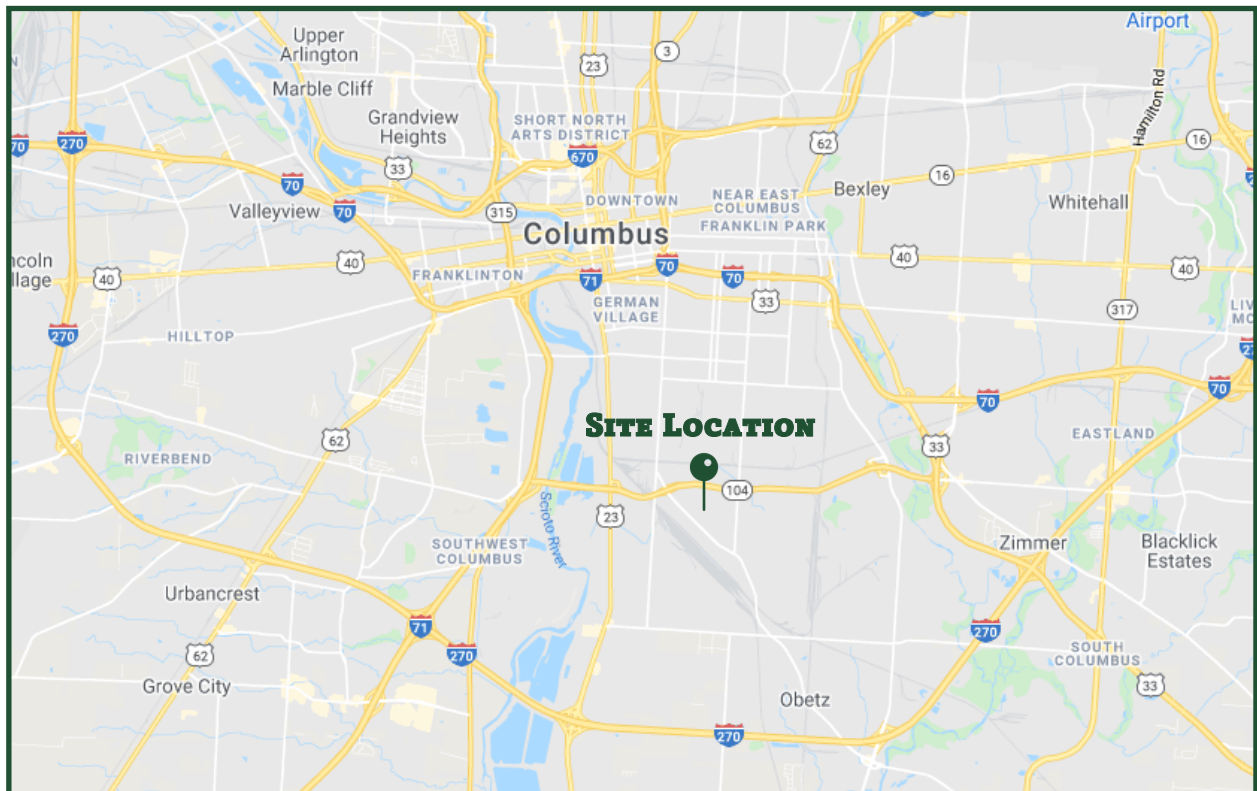 Airport
Upper
Arlington
3
23
Marble Cliff
Hamilton Rd
Grandview
Heights
SHORT NORTH
ARTS DISTRICT
70
270
62
16
670
33
70
16
Bexley
DOWNTOWN
NEAR EAST
COLUMBUS
Whitehall
Valleyview
70
315
FRANKLIN PARK
Columbus
ncoln
llage
40
40
FRANKLINTON
71
70
70
40
40
33
GERMAN
VILLAGE
317
270
HILLTOP
70
70
SITE LOCATION
62
33
EASTLAND
RIVERBEND
104
Scioto River
23
SOUTHWEST
COLUMBUS
Zimmer
Blacklick
Estates
Urbancrest
71
270
270
62
SOUTH
COLUMBUS
Grove City
33
Obetz
270